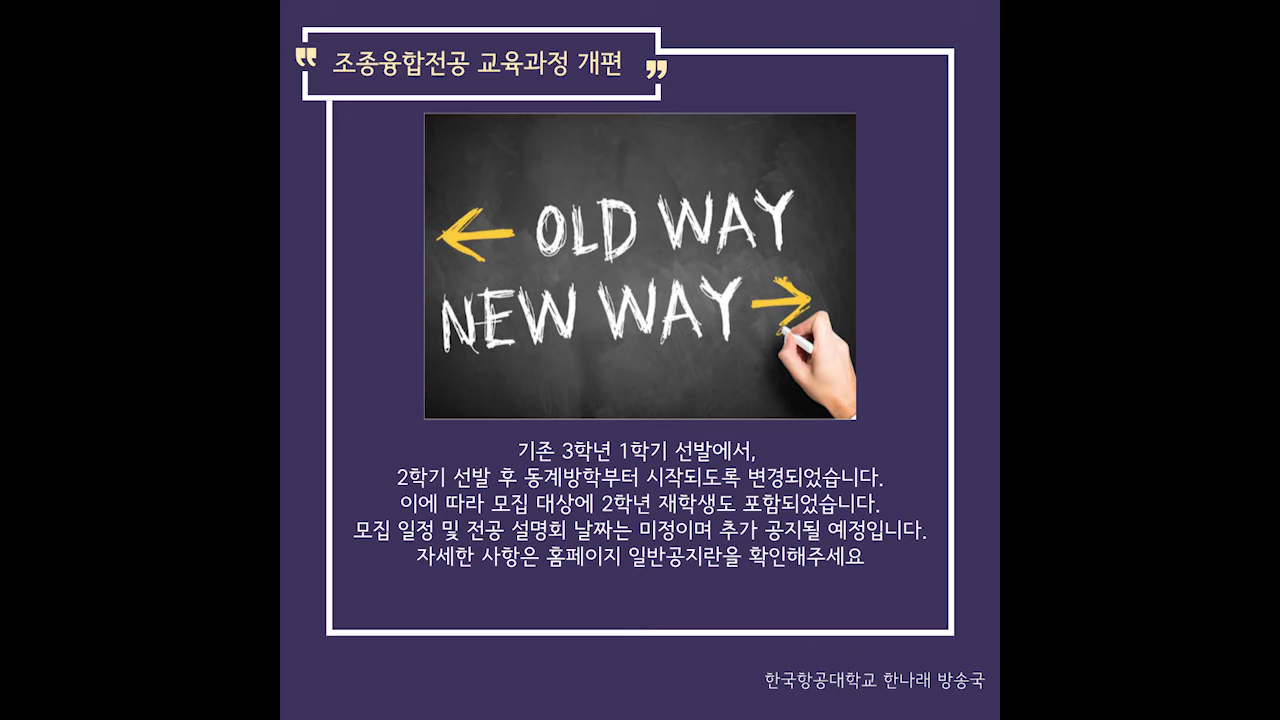 ❝ 조종융합전공 교육과정 개편 ❞
OLD WAY
NEW WAY
기존 3학년 1학기 선발에서,
2학기 선발 후 동계방학부터 시작되도록 변경되었습니다.
이에 따라 모집 대상에 2학년 재학생도 포함되었습니다.
모집 일정 및 전공 설명회 날짜는 미정이며 추가 공지될 예정입니다.
자세한 사항은 홈페이지 일반공지란을 확인해주세요
한국항공대학교 한나래 방송국